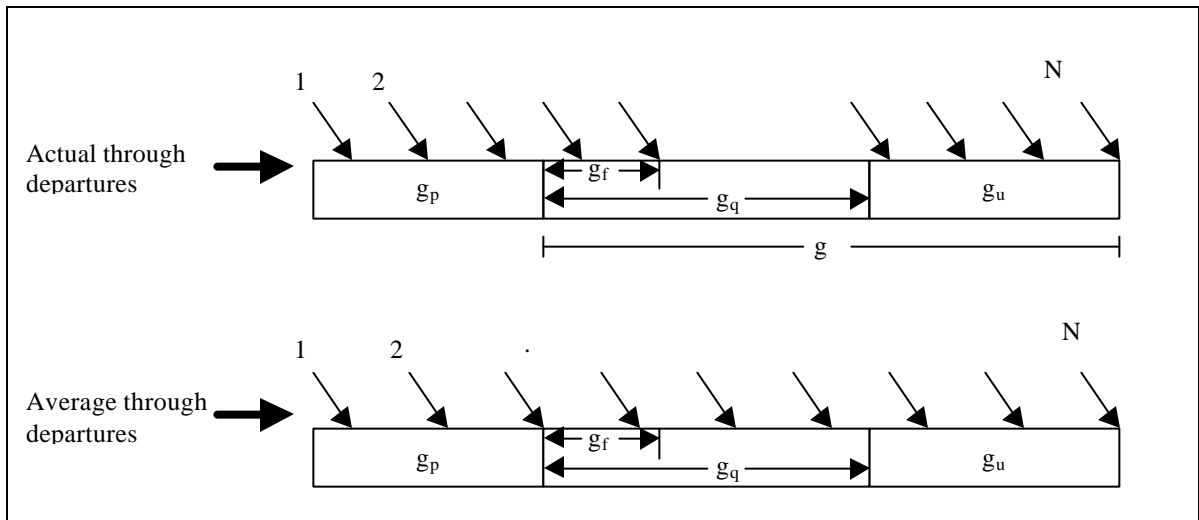 1 2 N
Actual through
departures
g_f
g_p g_q g_u
g
1 2 . N
Average through
departures
g_f
g_p g_q g_u